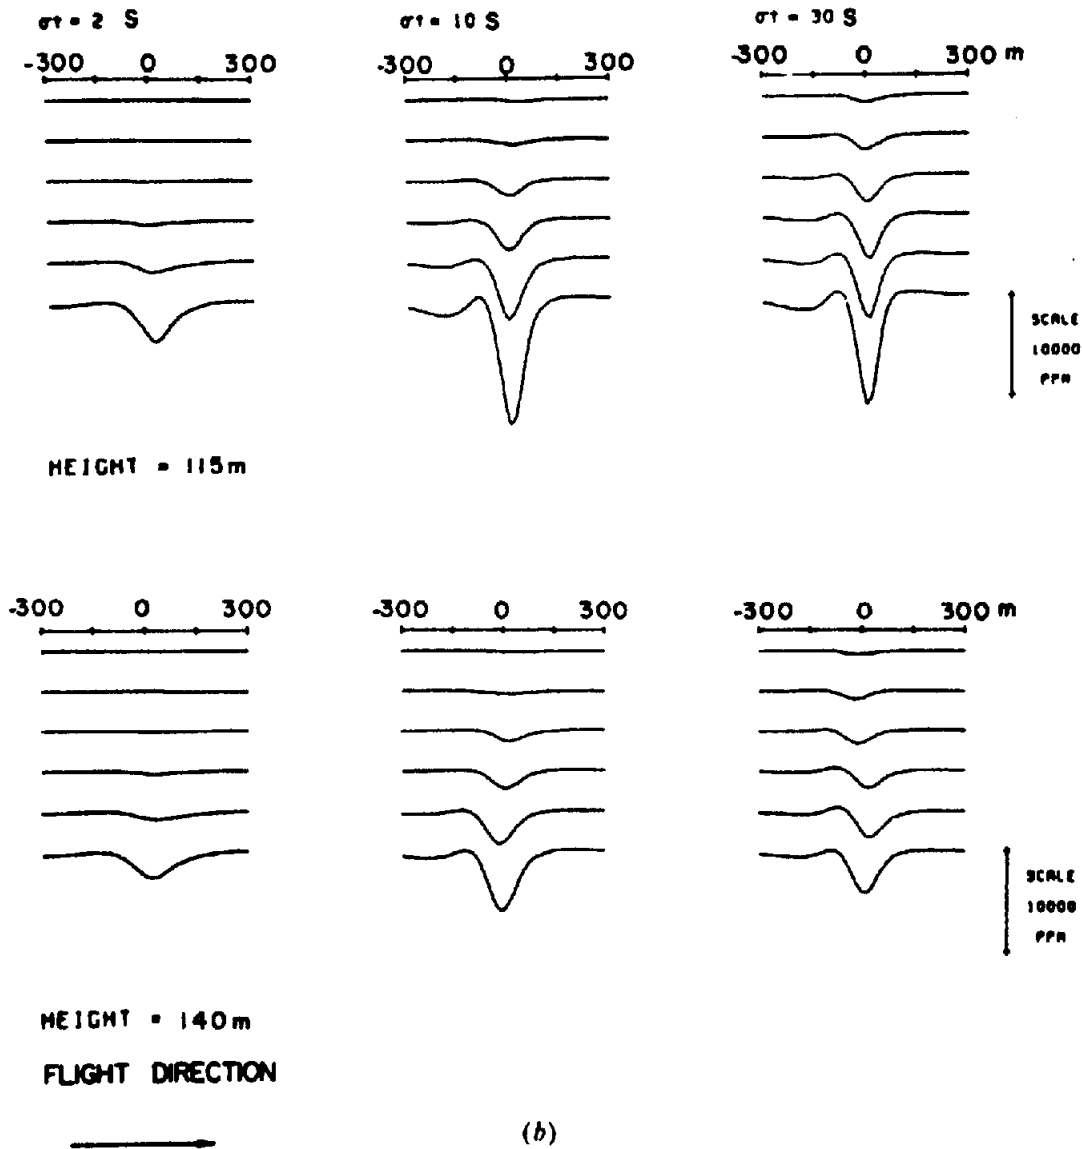 σt = 2 S
σt = 10 S
σt = 30 S
-300 0 300
-300 0 300
-300 0 300 m
SCALE
10000
PPM
HEIGHT = 115m
-300 0 300
-300 0 300
-300 0 300 m
SCALE
10000
PPM
HEIGHT = 140m
FLIGHT DIRECTION
(b)